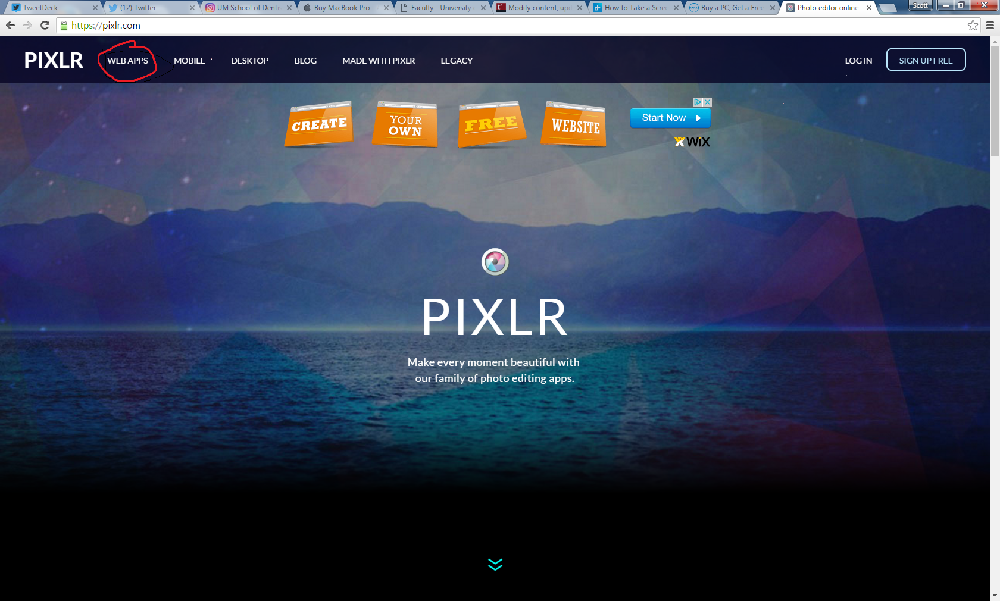 TweetDeck
(12) Twitter
UM School of Dentis
Buy MacBook Pro -
Faculty - University o
Modify content, upd
How to Take a Scree
Buy a PC, Get a Free
Photo editor online
Scott
https://pixlr.com
PIXLR
WEB APPS
MOBILE
DESKTOP
BLOG
MADE WITH PIXLR
LEGACY
LOG IN
SIGN UP FREE
CREATE
YOUR
OWN
FREE
WEBSITE
Start Now
WiX
PIXLR
Make every moment beautiful with
our family of photo editing apps.